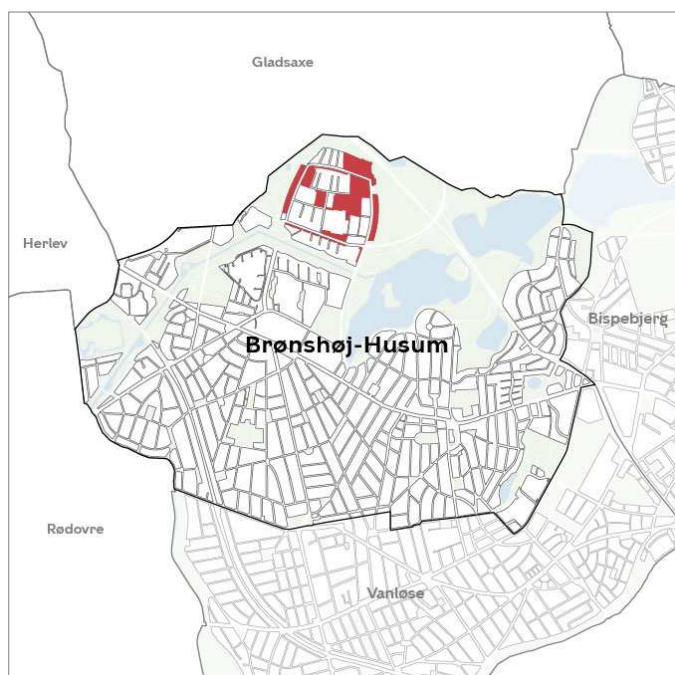 Gladsaxe
Herlev
Bispebjerg
Brønshøj-Husum
Rødovre
Vanløse